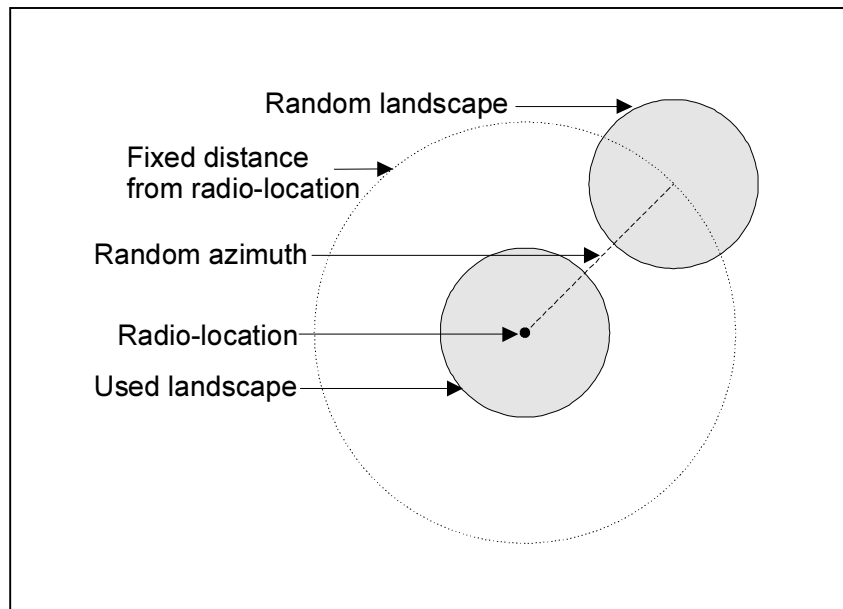 Random landscape
Fixed distance
from radio-location
Random azimuth
Radio-location
Used landscape